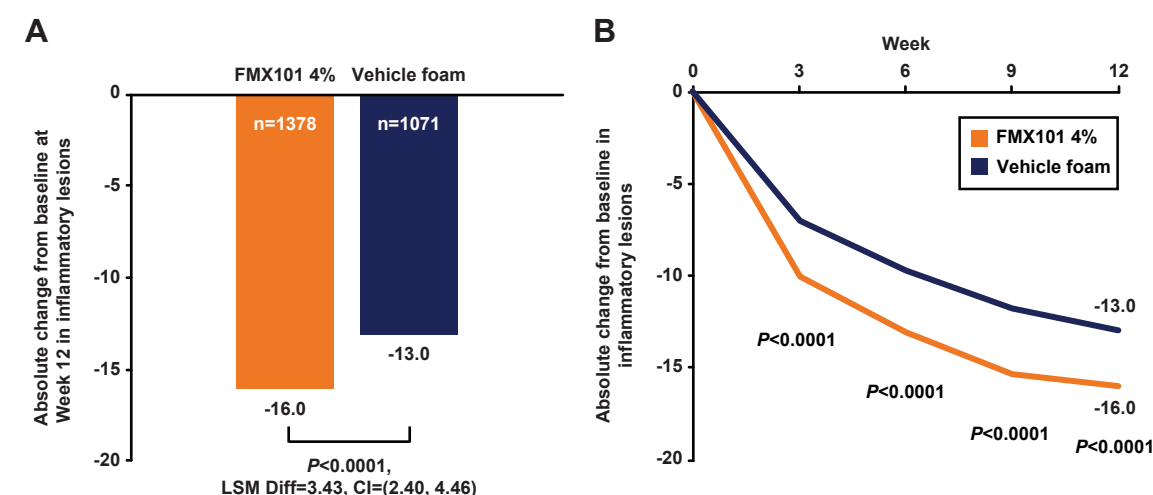 A
FMX101 4% Vehicle foam
0
n=1378 n=1071
-5
-10
-15
-20
Absolute change from baseline at
Week 12 in inflammatory lesions
-13.0
-16.0
P<0.0001,
LSM Diff=3.43, CI=(2.40, 4.46)
B
Week
0 3 6 9 12
0
-5
-10
-15
-20
Absolute change from baseline in
inflammatory lesions
FMX101 4%
Vehicle foam
-13.0
P<0.0001
P<0.0001
-16.0
P<0.0001
P<0.0001